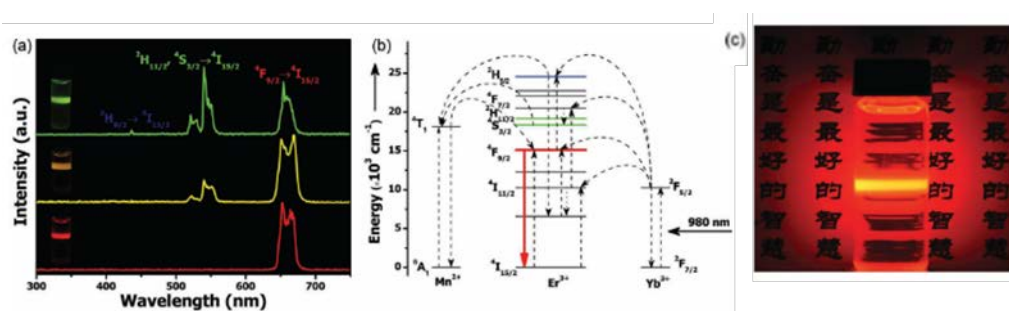 (a)
²H₁₁/₂, ⁴S₃/₂→⁴I₁₅/₂
⁴F₉/₂→⁴I₁₅/₂
²H₉/₂→⁴I₁₅/₂
Intensity (a.u.)
300 400 500 600 700
Wavelength (nm)
(b)
Energy (·10³ cm⁻¹)
25
20
15
10
5
0
⁴T₁
⁶A₁
Mn²⁺
²H₉/₂
⁴F₇/₂
²H₁₁/₂
⁴S₃/₂
⁴F₉/₂
⁴I₁₁/₂
⁴I₁₅/₂
Er³⁺
²F₅/₂
980 nm
²F₇/₂
Yb³⁺
(c)
勤 勤 勤 勤 勤
奋 奋 奋 奋
是 是 是 是
最 最 最 最
好 好 好 好
的 的 的 的
智 智 智 智
慧 慧 慧 慧